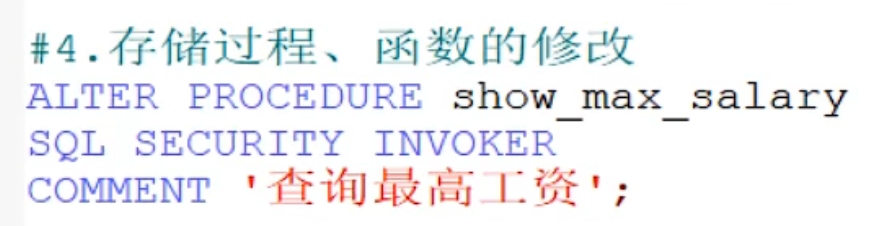 #4.存储过程、函数的修改
ALTER PROCEDURE show_max_salary
SQL SECURITY INVOKER
COMMENT '查询最高工资';